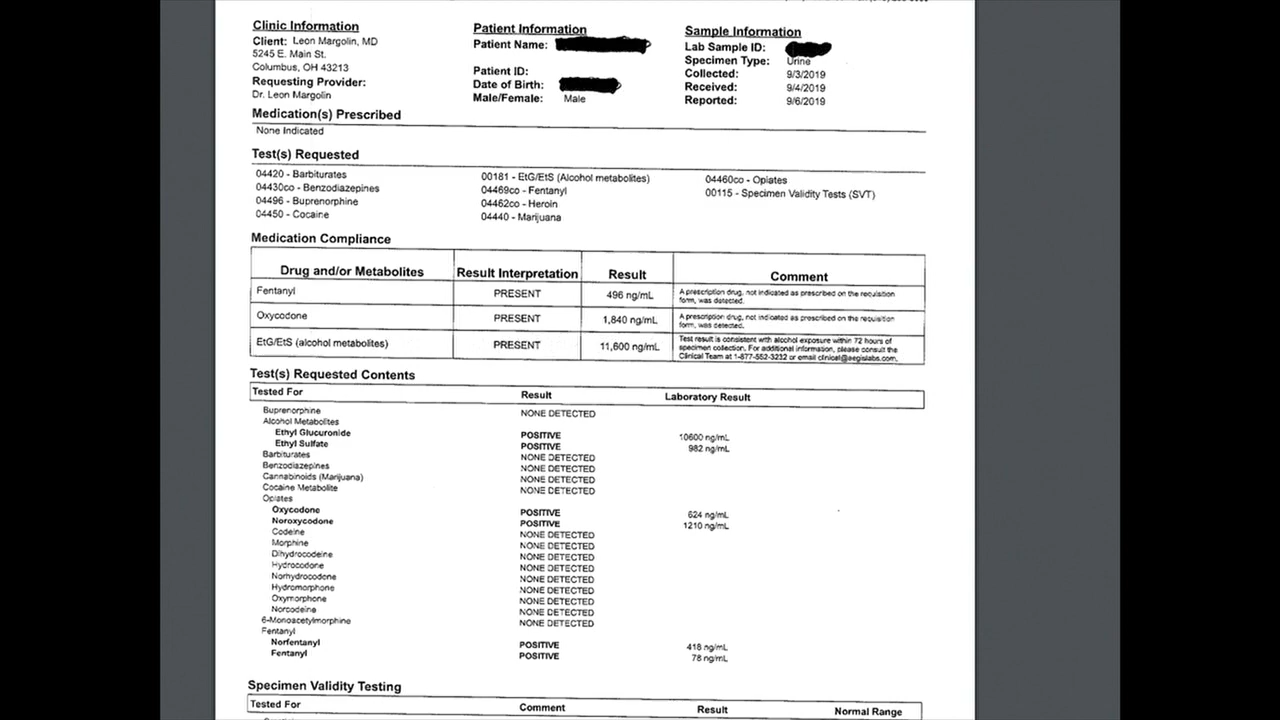 Clinic Information
Client: Leon Margolin, MD
5245 E. Main St.
Columbus, OH 43213
Requesting Provider:
Dr. Leon Margolin
Patient Information
Patient Name:
Patient ID:
Date of Birth:
Male/Female: Male
Sample Information
Lab Sample ID:
Specimen Type: Urine
Collected: 9/3/2019
Received: 9/4/2019
Reported: 9/6/2019
Medication(s) Prescribed
None Indicated
Test(s) Requested
04420 - Barbiturates
04430co - Benzodiazepines
04496 - Buprenorphine
04450 - Cocaine
00181 - EtG/EtS (Alcohol metabolites)
04469co - Fentanyl
04462co - Heroin
04440 - Marijuana
04460co - Opiates
00115 - Specimen Validity Tests (SVT)
Medication Compliance
Drug and/or Metabolites Result Interpretation Result Comment
Fentanyl PRESENT 496 ng/mL A prescription drug, not indicated as prescribed on the requisition
form, was detected.
Oxycodone PRESENT 1,840 ng/mL A prescription drug, not indicated as prescribed on the requisition
form, was detected.
EtG/EtS (alcohol metabolites) PRESENT 11,600 ng/mL Test result is consistent with alcohol exposure within 72 hours of
specimen collection. For additional information, please consult the
Clinical Team at 1-877-552-3232 or email clinical@aegislabs.com.
Test(s) Requested Contents
Tested For Result Laboratory Result
Buprenorphine NONE DETECTED
Alcohol Metabolites
Ethyl Glucuronide POSITIVE 10600 ng/mL
Ethyl Sulfate POSITIVE 982 ng/mL
Barbiturates NONE DETECTED
Benzodiazepines NONE DETECTED
Cannabinoids (Marijuana) NONE DETECTED
Cocaine Metabolite NONE DETECTED
Opiates
Oxycodone POSITIVE 624 ng/mL
Noroxycodone POSITIVE 1210 ng/mL
Codeine NONE DETECTED
Morphine NONE DETECTED
Dihydrocodeine NONE DETECTED
Hydrocodone NONE DETECTED
Norhydrocodone NONE DETECTED
Hydromorphone NONE DETECTED
Oxymorphone NONE DETECTED
Norcodeine NONE DETECTED
6-Monoacetylmorphine NONE DETECTED
Fentanyl
Norfentanyl POSITIVE 418 ng/mL
Fentanyl POSITIVE 78 ng/mL
Specimen Validity Testing
Tested For Comment Result Normal Range